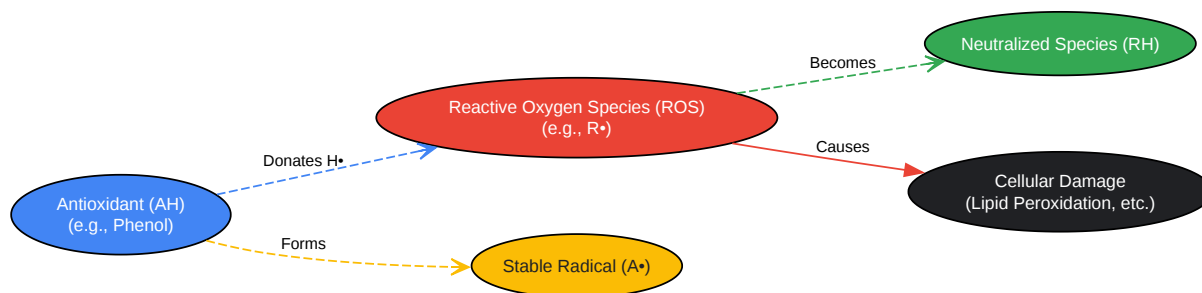 Neutralized Species (RH)
Becomes
Reactive Oxygen Species (ROS)
(e.g., R•)
Causes
Donates H•
Cellular Damage
(Lipid Peroxidation, etc.)
Antioxidant (AH)
(e.g., Phenol)
Forms
Stable Radical (A•)